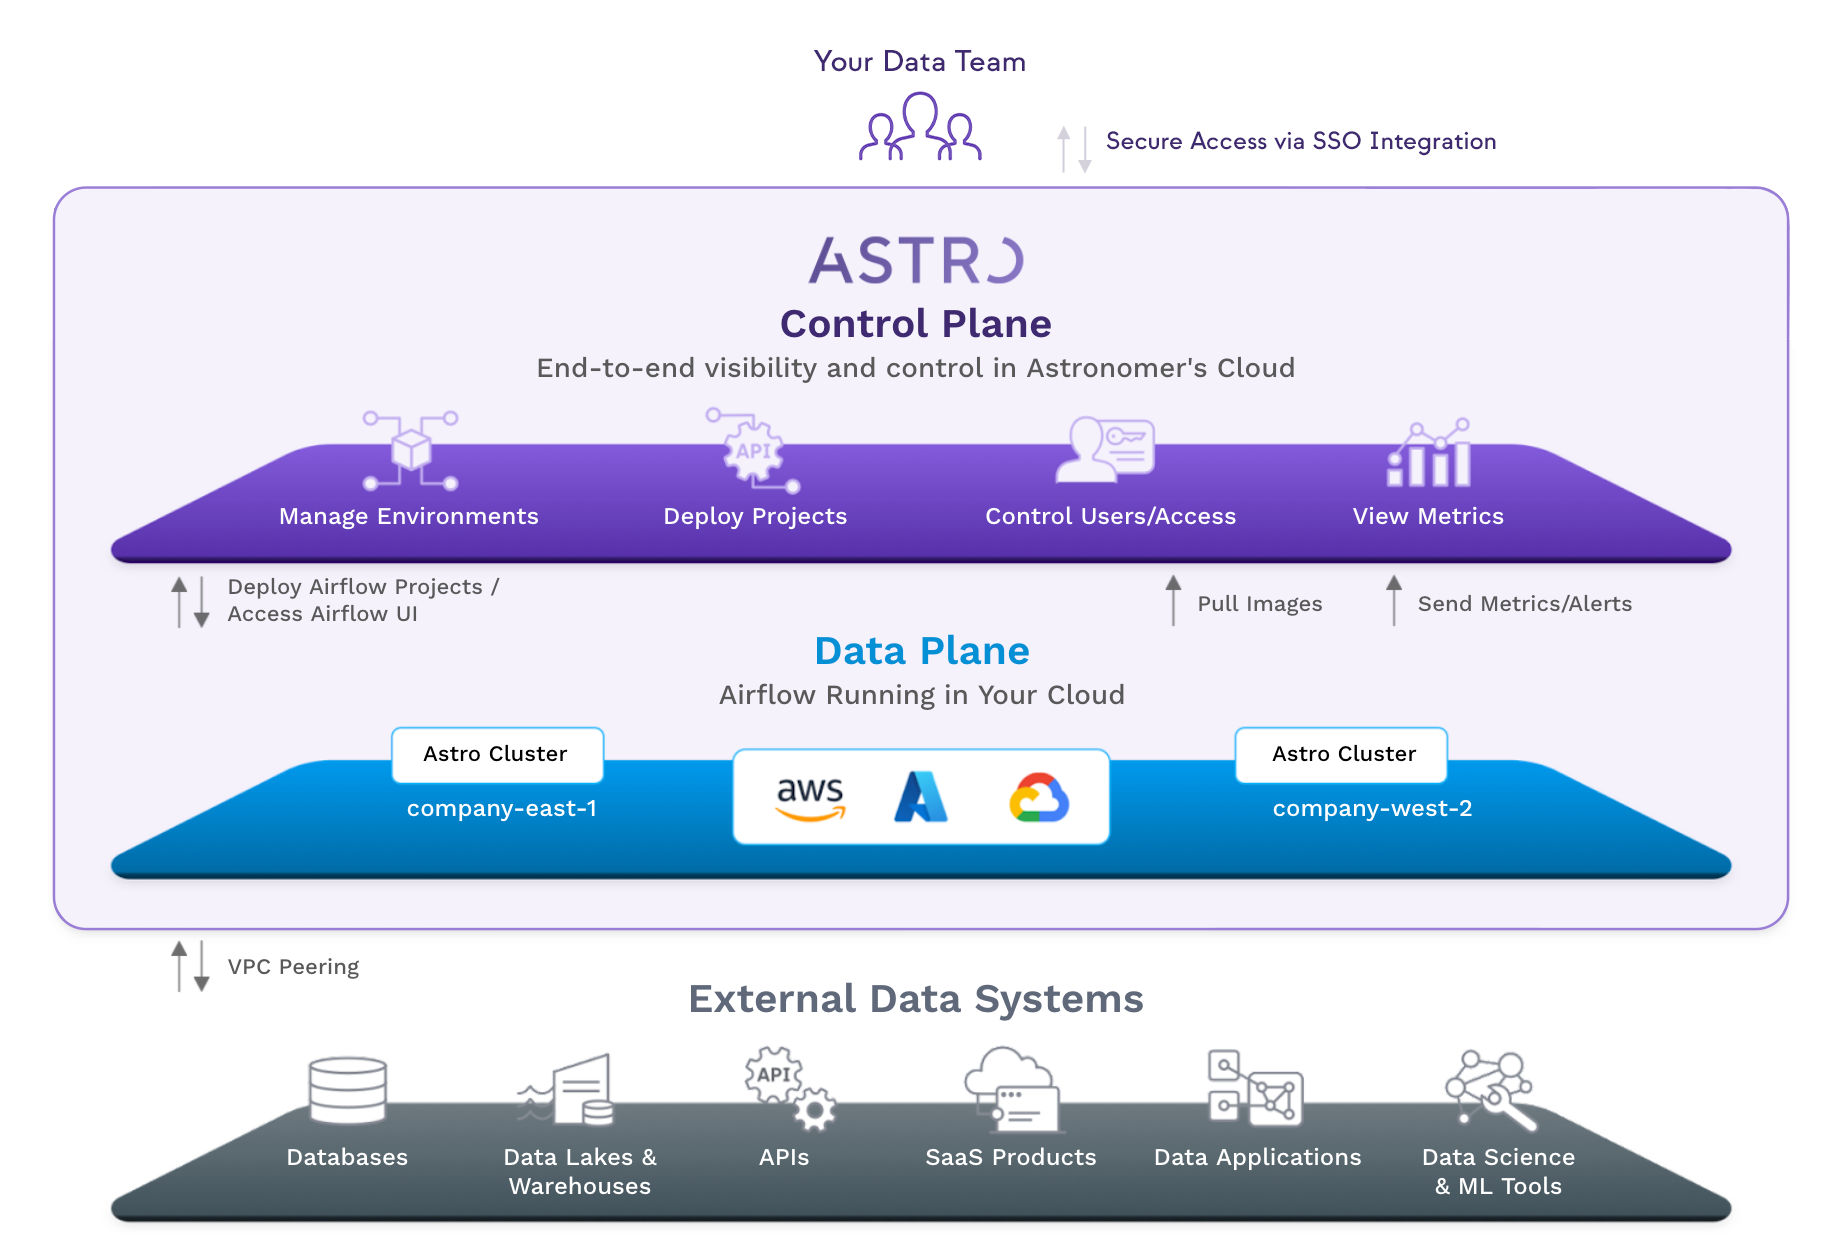 Your Data Team
Secure Access via SSO Integration
ASTRO
Control Plane
End-to-end visibility and control in Astronomer's Cloud
API
Manage Environments
Deploy Projects
Control Users/Access
View Metrics
Deploy Airflow Projects /
Access Airflow UI
Pull Images
Send Metrics/Alerts
Data Plane
Airflow Running in Your Cloud
Astro Cluster
company-east-1
aws
Astro Cluster
company-west-2
VPC Peering
External Data Systems
API
Databases
Data Lakes &
Warehouses
APIs
SaaS Products
Data Applications
Data Science
& ML Tools